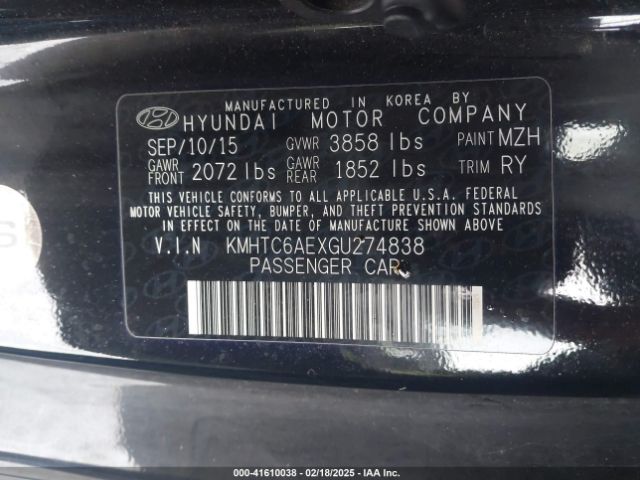 MANUFACTURED IN KOREA BY
HYUNDAI MOTOR COMPANY
SEP/10/15 GVWR 3858 lbs PAINT MZH
GAWR FRONT 2072 lbs GAWR REAR 1852 lbs TRIM RY
THIS VEHICLE CONFORMS TO ALL APPLICABLE U.S.A. FEDERAL
MOTOR VEHICLE SAFETY, BUMPER, AND THEFT PREVENTION STANDARDS
IN EFFECT ON THE DATE OF MANUFACTURE SHOWN ABOVE
V.I.N KMHTC6AEXGU274838
PASSENGER CAR
000-41610038 - 02/18/2025 - IAA Inc.